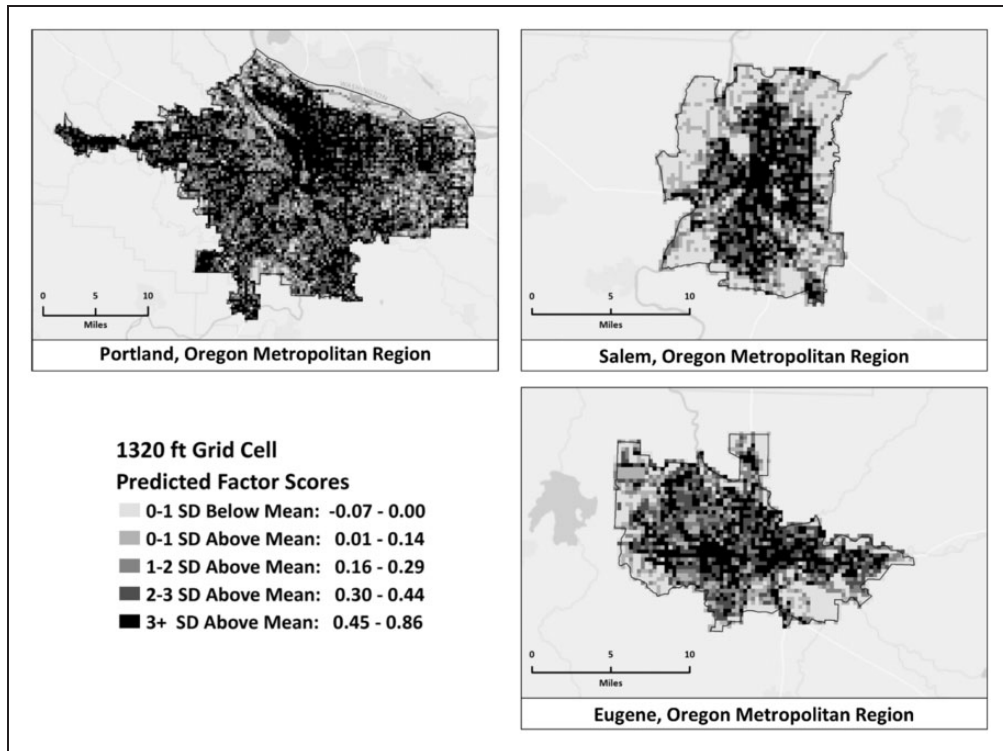 0 5 10
Miles
Portland, Oregon Metropolitan Region
0 5 10
Miles
Salem, Oregon Metropolitan Region
1320 ft Grid Cell
Predicted Factor Scores
0-1 SD Below Mean: -0.07 - 0.00
0-1 SD Above Mean: 0.01 - 0.14
1-2 SD Above Mean: 0.16 - 0.29
2-3 SD Above Mean: 0.30 - 0.44
3+ SD Above Mean: 0.45 - 0.86
0 5 10
Miles
Eugene, Oregon Metropolitan Region